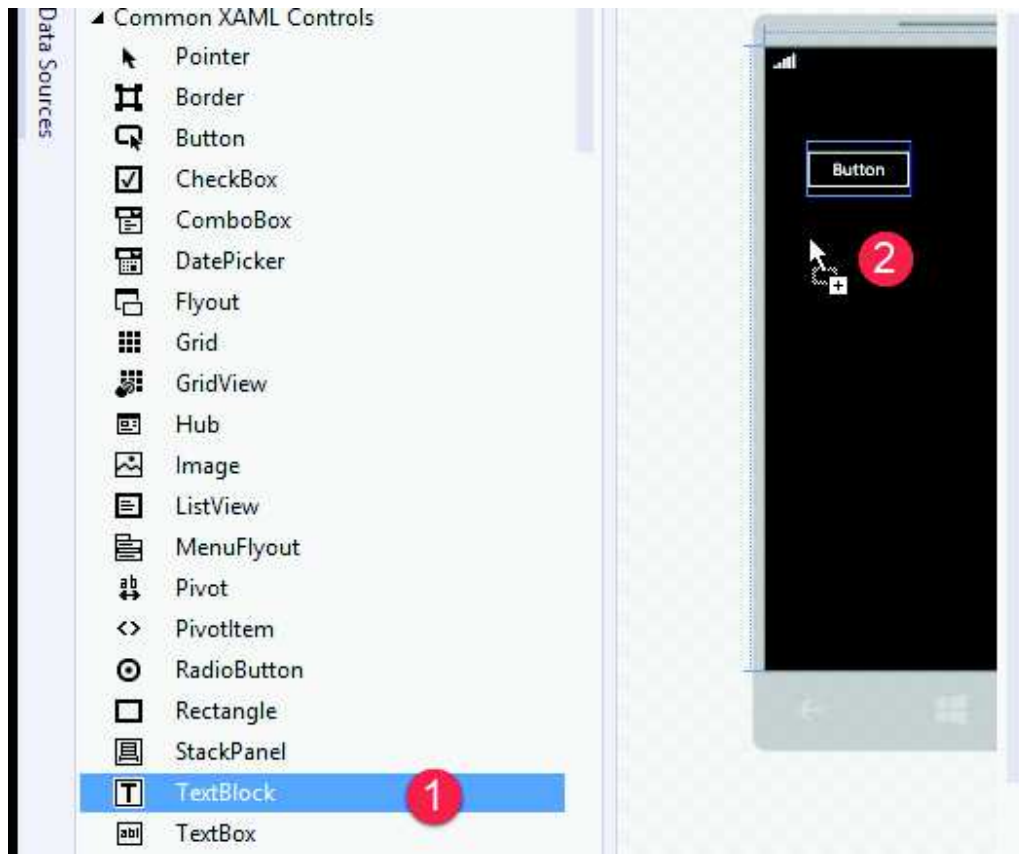 Data Sources
Common XAML Controls
Pointer
Border
Button
CheckBox
ComboBox
DatePicker
Flyout
Grid
GridView
Hub
Image
ListView
MenuFlyout
Pivot
PivotItem
RadioButton
Rectangle
StackPanel
TextBlock
1
TextBox
Button
2